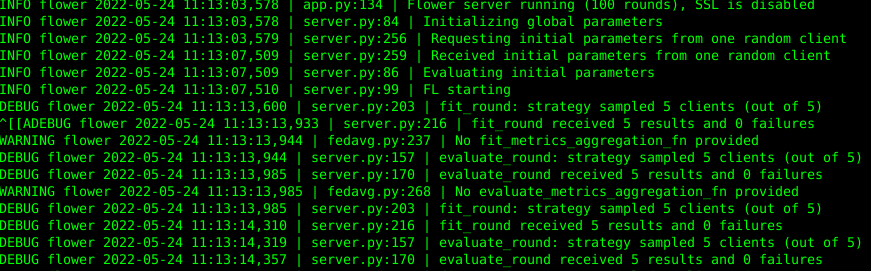 INFO flower 2022-05-24 11:13:03,578 | app.py:134 | Flower server running (100 rounds), SSL is disabled
INFO flower 2022-05-24 11:13:03,578 | server.py:84 | Initializing global parameters
INFO flower 2022-05-24 11:13:03,579 | server.py:256 | Requesting initial parameters from one random client
INFO flower 2022-05-24 11:13:07,509 | server.py:259 | Received initial parameters from one random client
INFO flower 2022-05-24 11:13:07,509 | server.py:86 | Evaluating initial parameters
INFO flower 2022-05-24 11:13:07,510 | server.py:99 | FL starting
DEBUG flower 2022-05-24 11:13:13,600 | server.py:203 | fit_round: strategy sampled 5 clients (out of 5)
^[[ADEBUG flower 2022-05-24 11:13:13,933 | server.py:216 | fit_round received 5 results and 0 failures
WARNING flower 2022-05-24 11:13:13,944 | fedavg.py:237 | No fit_metrics_aggregation_fn provided
DEBUG flower 2022-05-24 11:13:13,944 | server.py:157 | evaluate_round: strategy sampled 5 clients (out of 5)
DEBUG flower 2022-05-24 11:13:13,985 | server.py:170 | evaluate_round received 5 results and 0 failures
WARNING flower 2022-05-24 11:13:13,985 | fedavg.py:268 | No evaluate_metrics_aggregation_fn provided
DEBUG flower 2022-05-24 11:13:13,985 | server.py:203 | fit_round: strategy sampled 5 clients (out of 5)
DEBUG flower 2022-05-24 11:13:14,310 | server.py:216 | fit_round received 5 results and 0 failures
DEBUG flower 2022-05-24 11:13:14,319 | server.py:157 | evaluate_round: strategy sampled 5 clients (out of 5)
DEBUG flower 2022-05-24 11:13:14,357 | server.py:170 | evaluate_round received 5 results and 0 failures